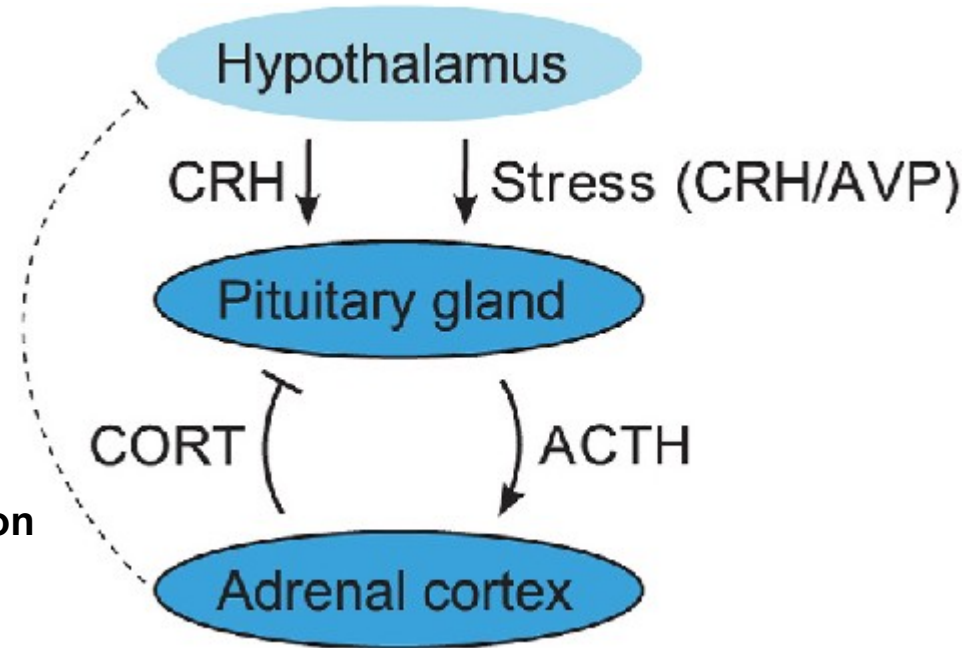 Hypothalamus
CRH
Stress (CRH/AVP)
Pituitary gland
CORT
ACTH
on
Adrenal cortex